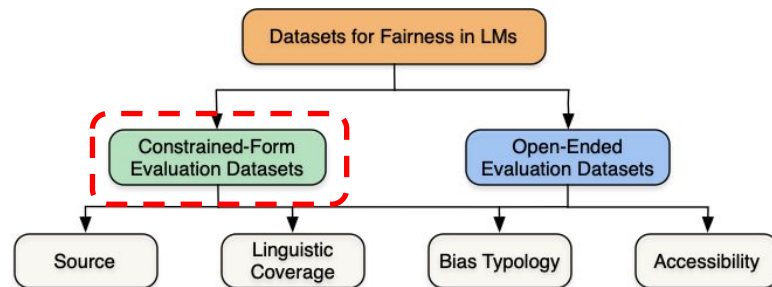 Datasets for Fairness in LMs
Constrained-Form
Evaluation Datasets
Open-Ended
Evaluation Datasets
Source
Linguistic
Coverage
Bias Typology
Accessibility